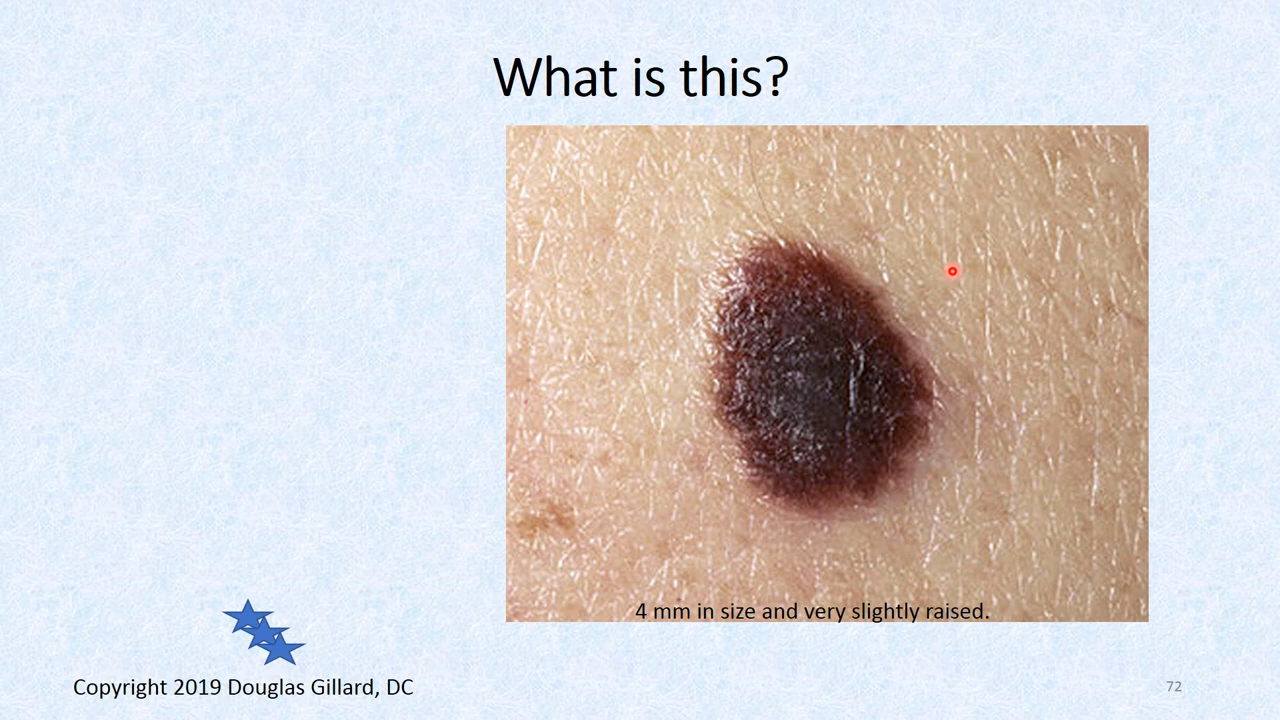 What is this?
4 mm in size and very slightly raised.
Copyright 2019 Douglas Gillard, DC
72